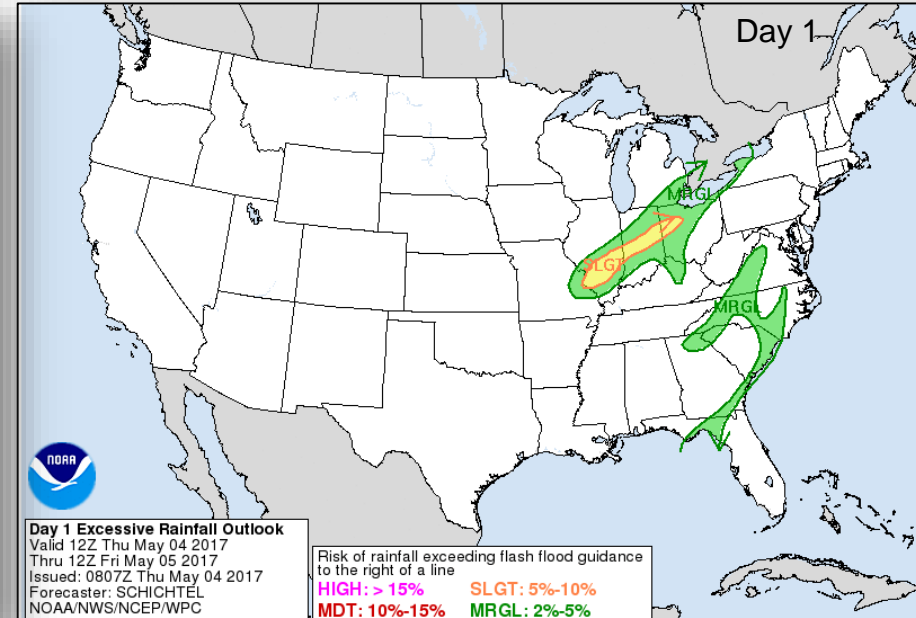 Day 1
MRGL
SLGT
MRGL
NOAA
Day 1 Excessive Rainfall Outlook
Valid 12Z Thu May 04 2017
Thru 12Z Fri May 05 2017
Issued: 0807Z Thu May 04 2017
Forecaster: SCHICHTEL
NOAA/NWS/NCEP/WPC
Risk of rainfall exceeding flash flood guidance
to the right of a line
HIGH: > 15% SLGT: 5%-10%
MDT: 10%-15% MRGL: 2%-5%